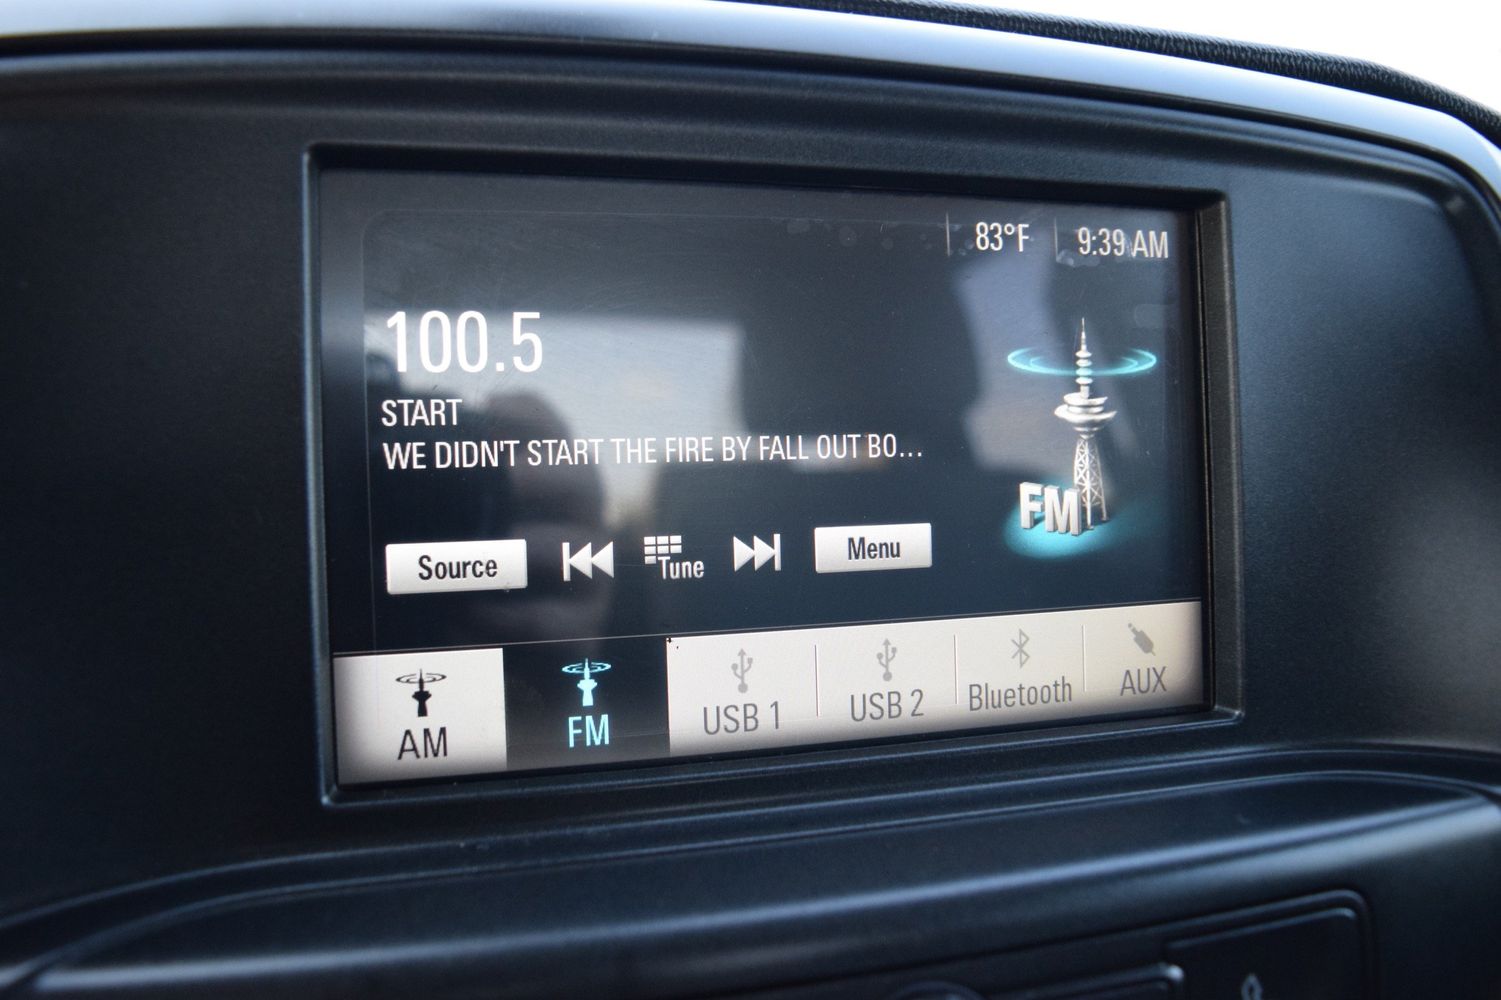 83°F 9:39 AM
100.5
START
WE DIDN'T START THE FIRE BY FALL OUT BO...
FM
Source Tune Menu
AM FM USB 1 USB 2 Bluetooth AUX